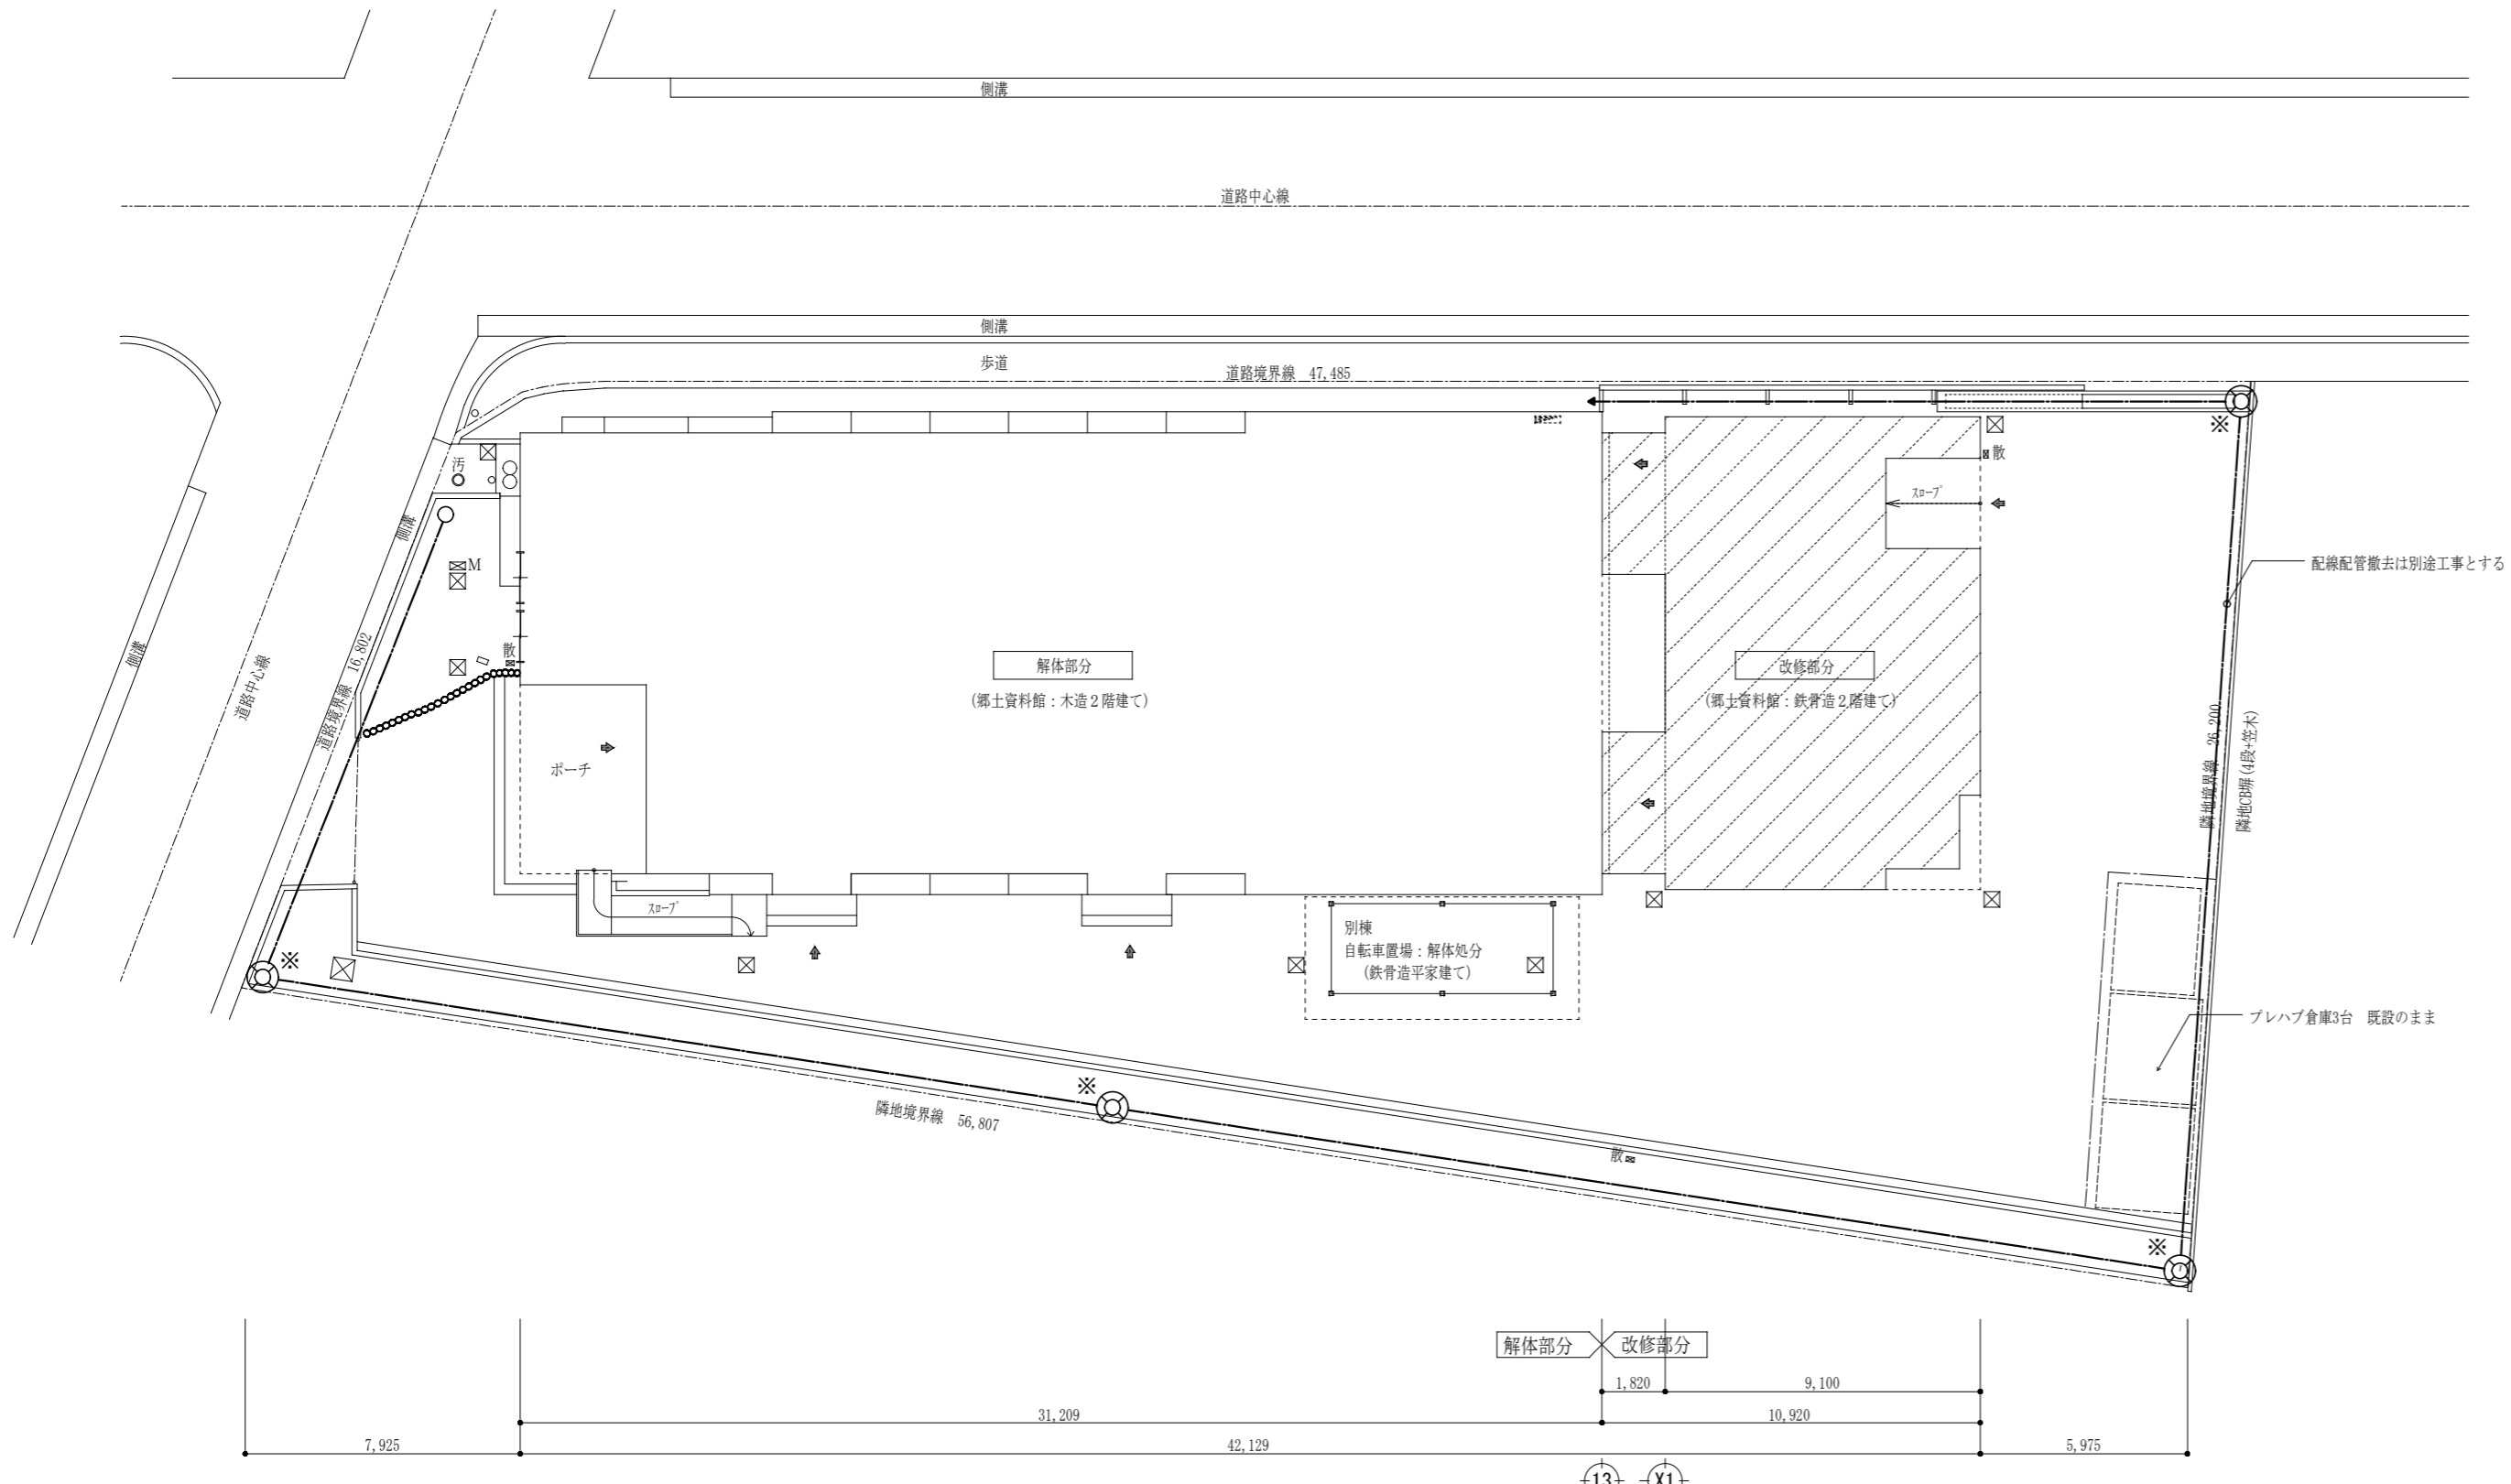 側溝
道路中心線
側溝
歩道
道路境界線 47,485
汚
※
散
スロープ
側溝
M
配線配管撤去は別途工事とする
側溝
道路中心線
道路境界線 16,802
散
解体部分
(郷土資料館：木造２階建て)
改修部分
(郷土資料館：鉄骨造２階建て)
隣地境界線 26,200
隣地CB塀(4段+笠木)
ポーチ
スロープ
別棟
自転車置場：解体処分
(鉄骨造平家建て)
※
プレハブ倉庫3台 既設のまま
※
隣地境界線 56,807
散
※
解体部分
改修部分
1,820
9,100
31,209
10,920
7,925
42,129
5,975
13
X1